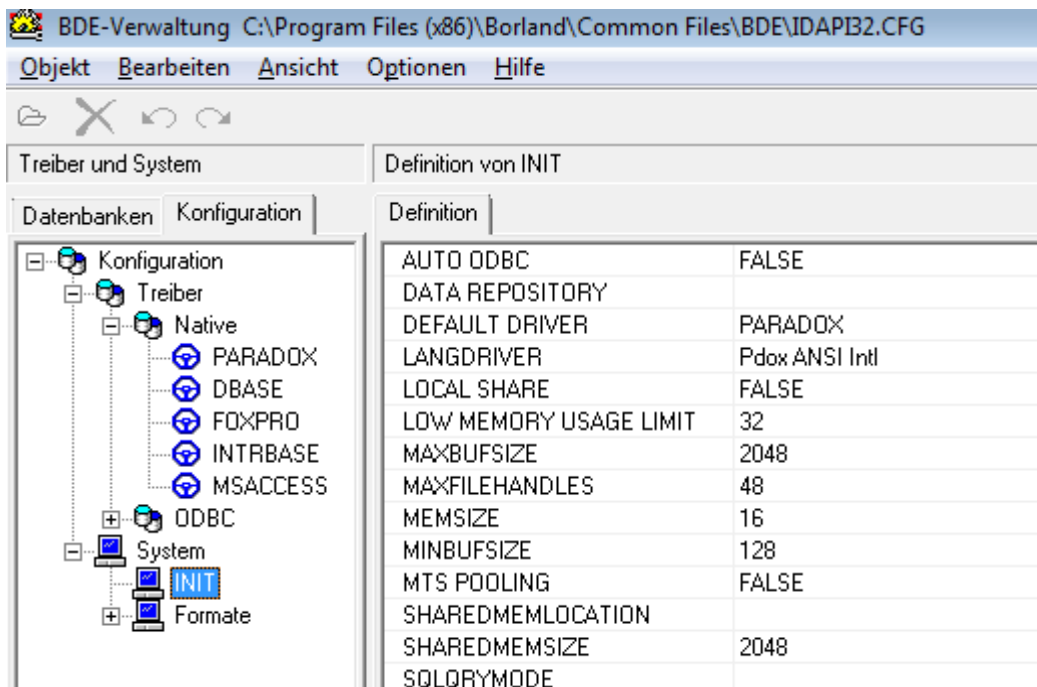 BDE-Verwaltung C:\Program Files (x86)\Borland\Common Files\BDE\IDAPI32.CFG
Objekt Bearbeiten Ansicht Optionen Hilfe
Treiber und System
Definition von INIT
Datenbanken Konfiguration
Konfiguration
Treiber
Native
PARADOX
DBASE
FOXPRO
INTRBASE
MSACCESS
ODBC
System
INIT
Formate
Definition
AUTO ODBC FALSE
DATA REPOSITORY
DEFAULT DRIVER PARADOX
LANGDRIVER Pdox ANSI Intl
LOCAL SHARE FALSE
LOW MEMORY USAGE LIMIT 32
MAXBUFSIZE 2048
MAXFILEHANDLES 48
MEMSIZE 16
MINBUFSIZE 128
MTS POOLING FALSE
SHAREDMEMLOCATION
SHAREDMEMSIZE 2048
SQLQRYMODE